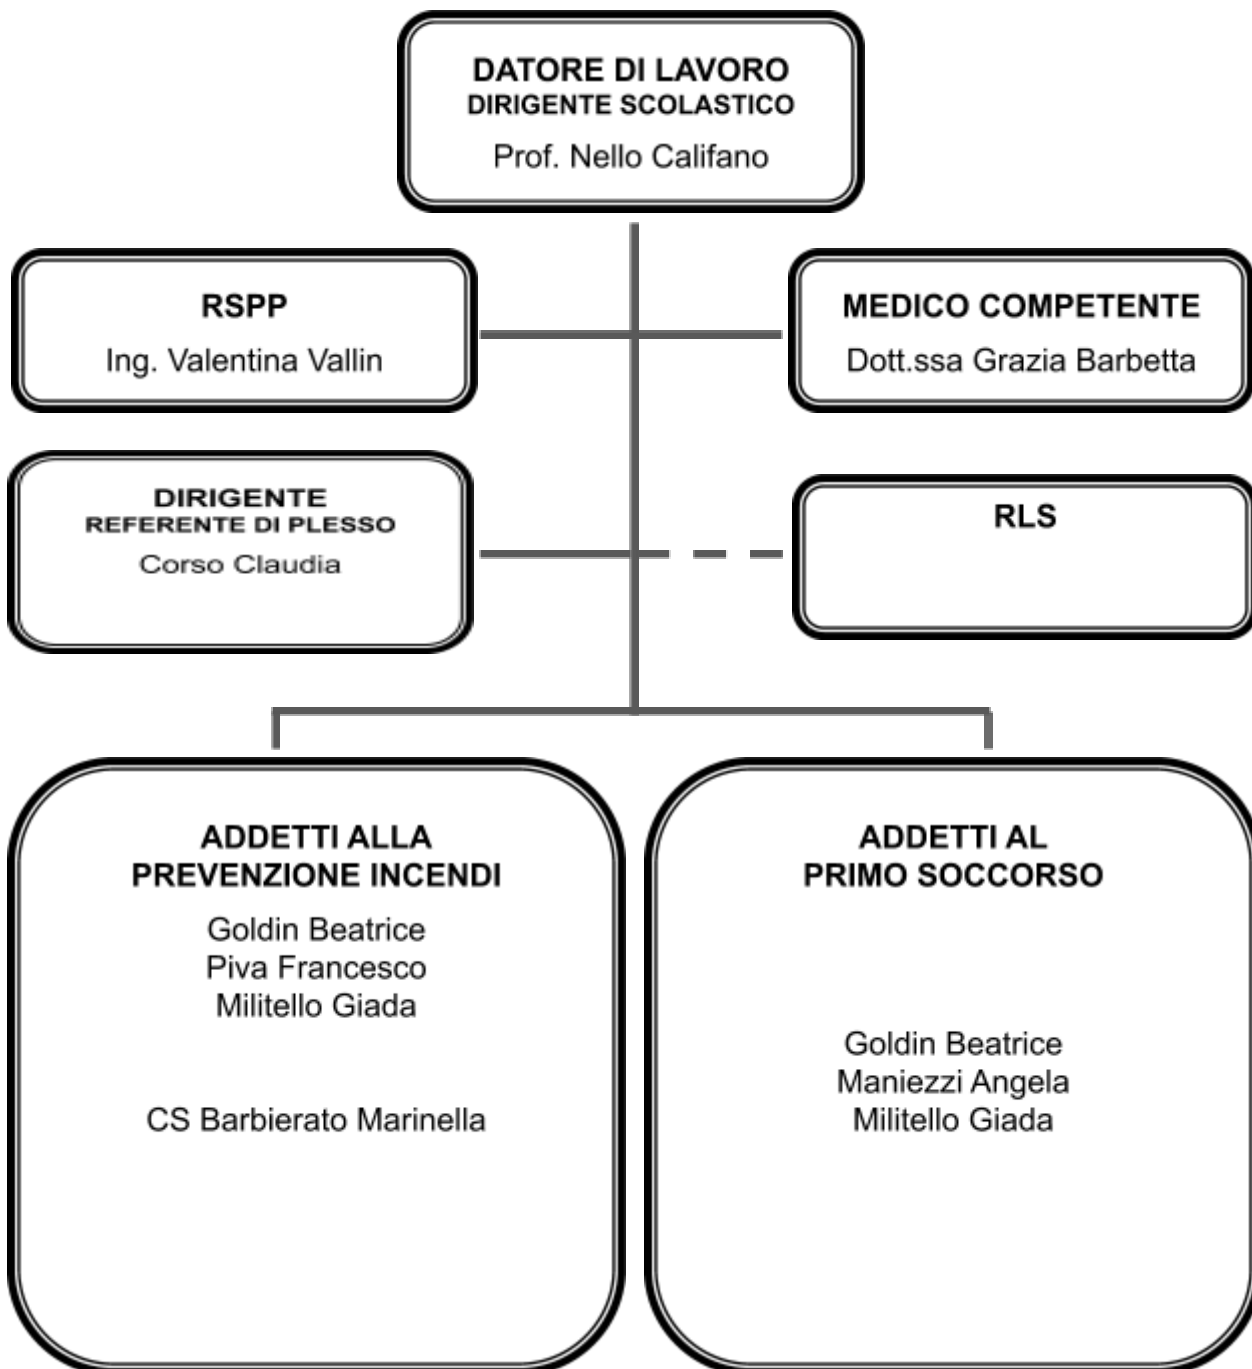 DATORE DI LAVORO
DIRIGENTE SCOLASTICO
Prof. Nello Califano
RSPP
Ing. Valentina Vallin
MEDICO COMPETENTE
Dott.ssa Grazia Barbetta
DIRIGENTE
REFERENTE DI PLESSO
Corso Claudia
RLS
ADDETTI ALLA
PREVENZIONE INCENDI
Goldin Beatrice
Piva Francesco
Militello Giada
CS Barbierato Marinella
ADDETTI AL
PRIMO SOCCORSO
Goldin Beatrice
Maniezzi Angela
Militello Giada